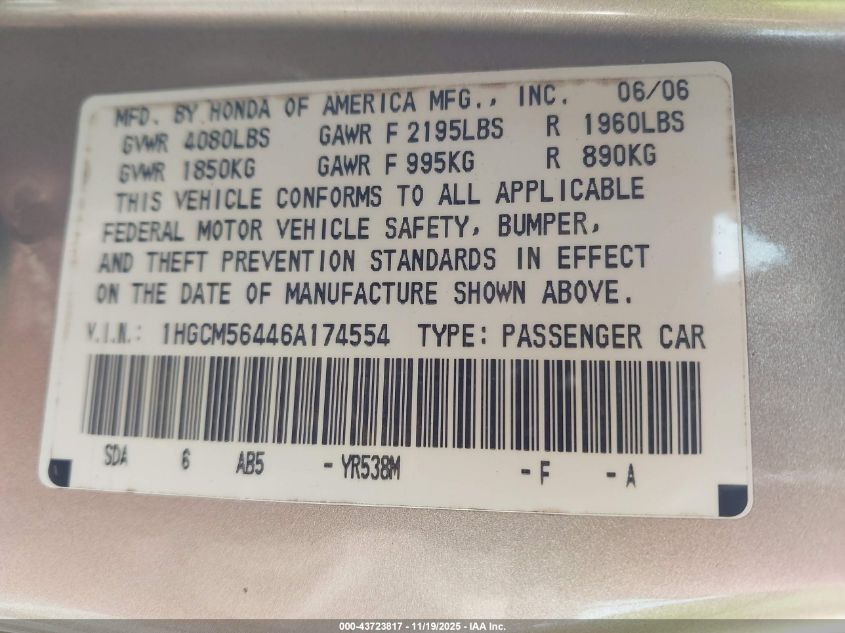 MFD. BY HONDA OF AMERICA MFG., INC. 06/06
GVWR 4080LBS GAWR F 2195LBS R 1960LBS
GVWR 1850KG GAWR F 995KG R 890KG
THIS VEHICLE CONFORMS TO ALL APPLICABLE
FEDERAL MOTOR VEHICLE SAFETY, BUMPER,
AND THEFT PREVENTION STANDARDS IN EFFECT
ON THE DATE OF MANUFACTURE SHOWN ABOVE.
V.I.N.: 1HGCM56446A174554 TYPE: PASSENGER CAR
SDA 6 AB5 - YR538M - F - A
000-43723817 - 11/19/2025 - IAA Inc.